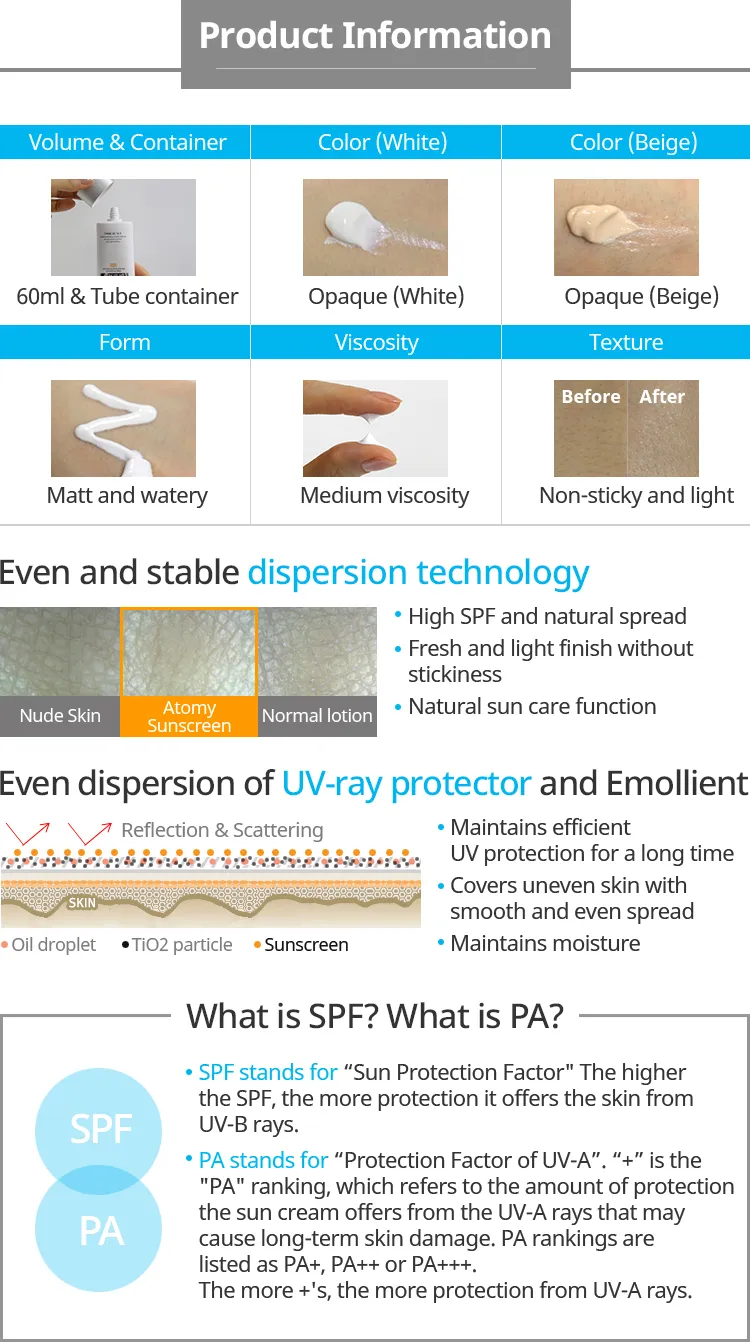 Product Information
Volume & Container
Color (White)
Color (Beige)
60ml & Tube container
Opaque (White)
Opaque (Beige)
Form
Viscosity
Texture
Before
After
Matt and watery
Medium viscosity
Non-sticky and light
Even and stable dispersion technology
Nude Skin
Atomy
Sunscreen
Normal lotion
• High SPF and natural spread
• Fresh and light finish without
stickiness
• Natural sun care function
Even dispersion of UV-ray protector and Emollient
Reflection & Scattering
SKIN
• Oil droplet
• TiO2 particle
• Sunscreen
• Maintains efficient
UV protection for a long time
• Covers uneven skin with
smooth and even spread
• Maintains moisture
What is SPF? What is PA?
SPF
PA
• SPF stands for “Sun Protection Factor" The higher
the SPF, the more protection it offers the skin from
UV-B rays.
• PA stands for “Protection Factor of UV-A”. “+” is the
"PA" ranking, which refers to the amount of protection
the sun cream offers from the UV-A rays that may
cause long-term skin damage. PA rankings are
listed as PA+, PA++ or PA+++.
The more +'s, the more protection from UV-A rays.